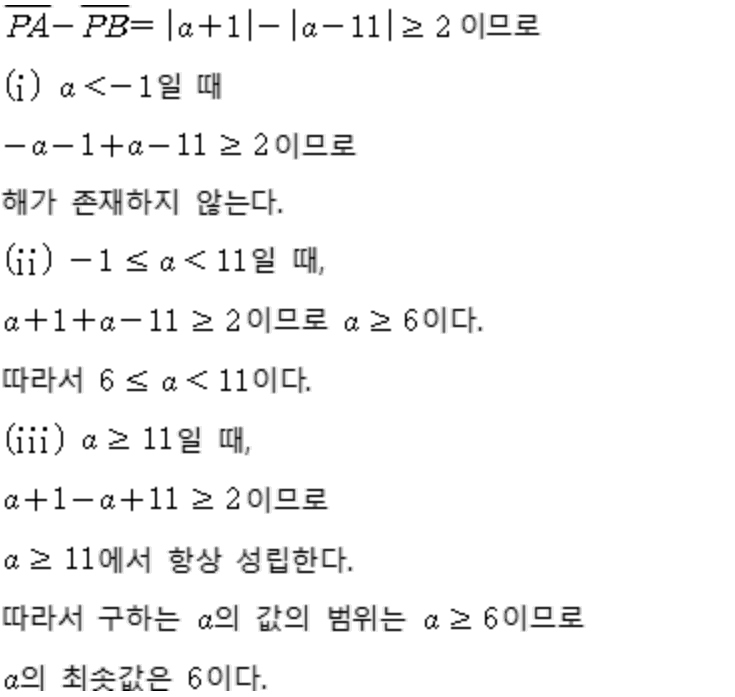 PA− PB= |a+1|− |a−11| ≥ 2 이므로
(i) a <− 1일 때
−a−1+a−11 ≥ 2이므로
해가 존재하지 않는다.
(ii) −1 ≤ a < 11일 때,
a+1+a−11 ≥ 2이므로 a ≥ 6이다.
따라서 6 ≤ a < 11이다.
(iii) a ≥ 11일 때,
a+1−a+11 ≥ 2이므로
a ≥ 11에서 항상 성립한다.
따라서 구하는 a의 값의 범위는 a ≥ 6이므로
a의 최솟값은 6이다.